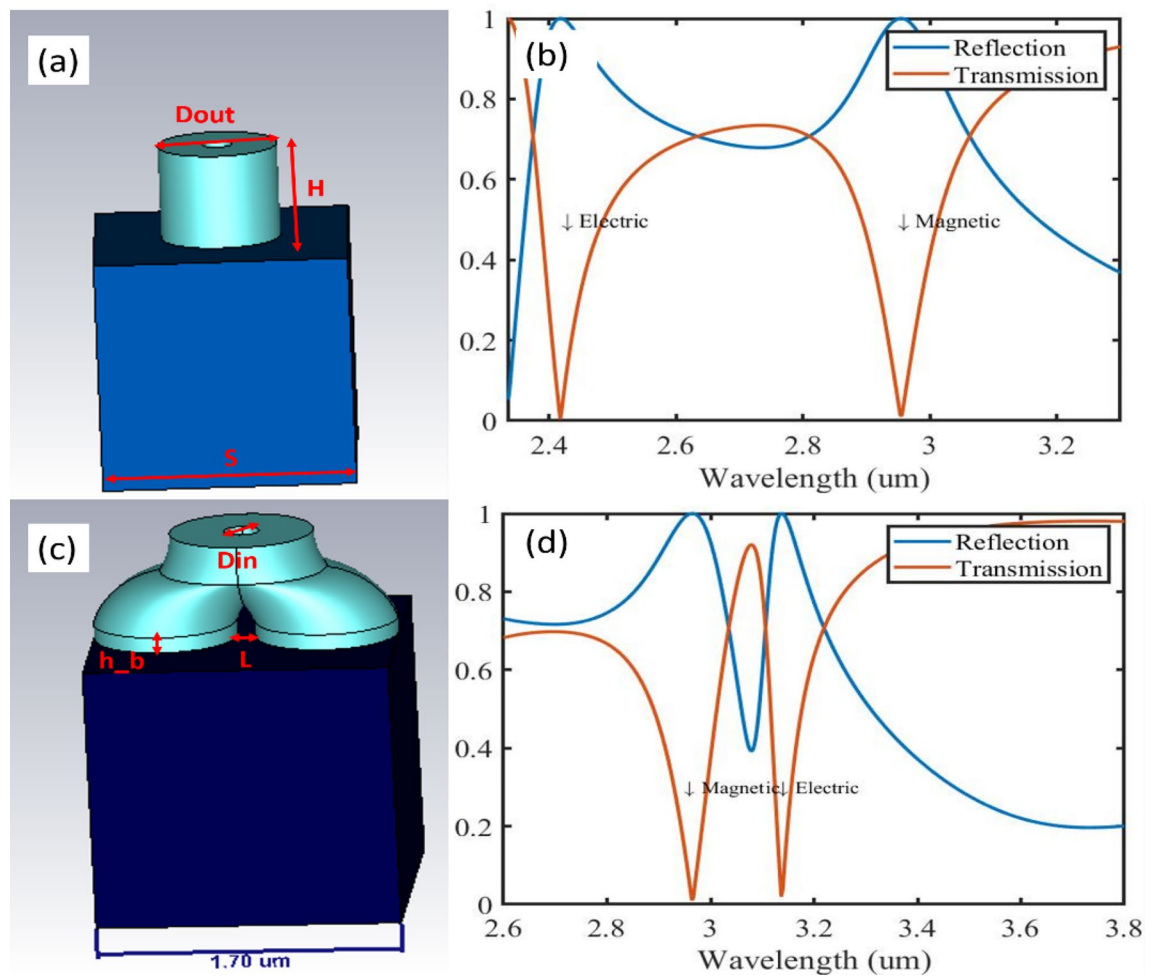 (a)
Dout
H
S
(b)
Reflection
Transmission
↓ Electric
↓ Magnetic
1
0.8
0.6
0.4
0.2
0
2.4 2.6 2.8 3 3.2
Wavelength (um)
(c)
Din
h_b
L
1.70 um
(d)
Reflection
Transmission
↓ Magnetic
↓ Electric
1
0.8
0.6
0.4
0.2
0
2.6 2.8 3 3.2 3.4 3.6 3.8
Wavelength (um)